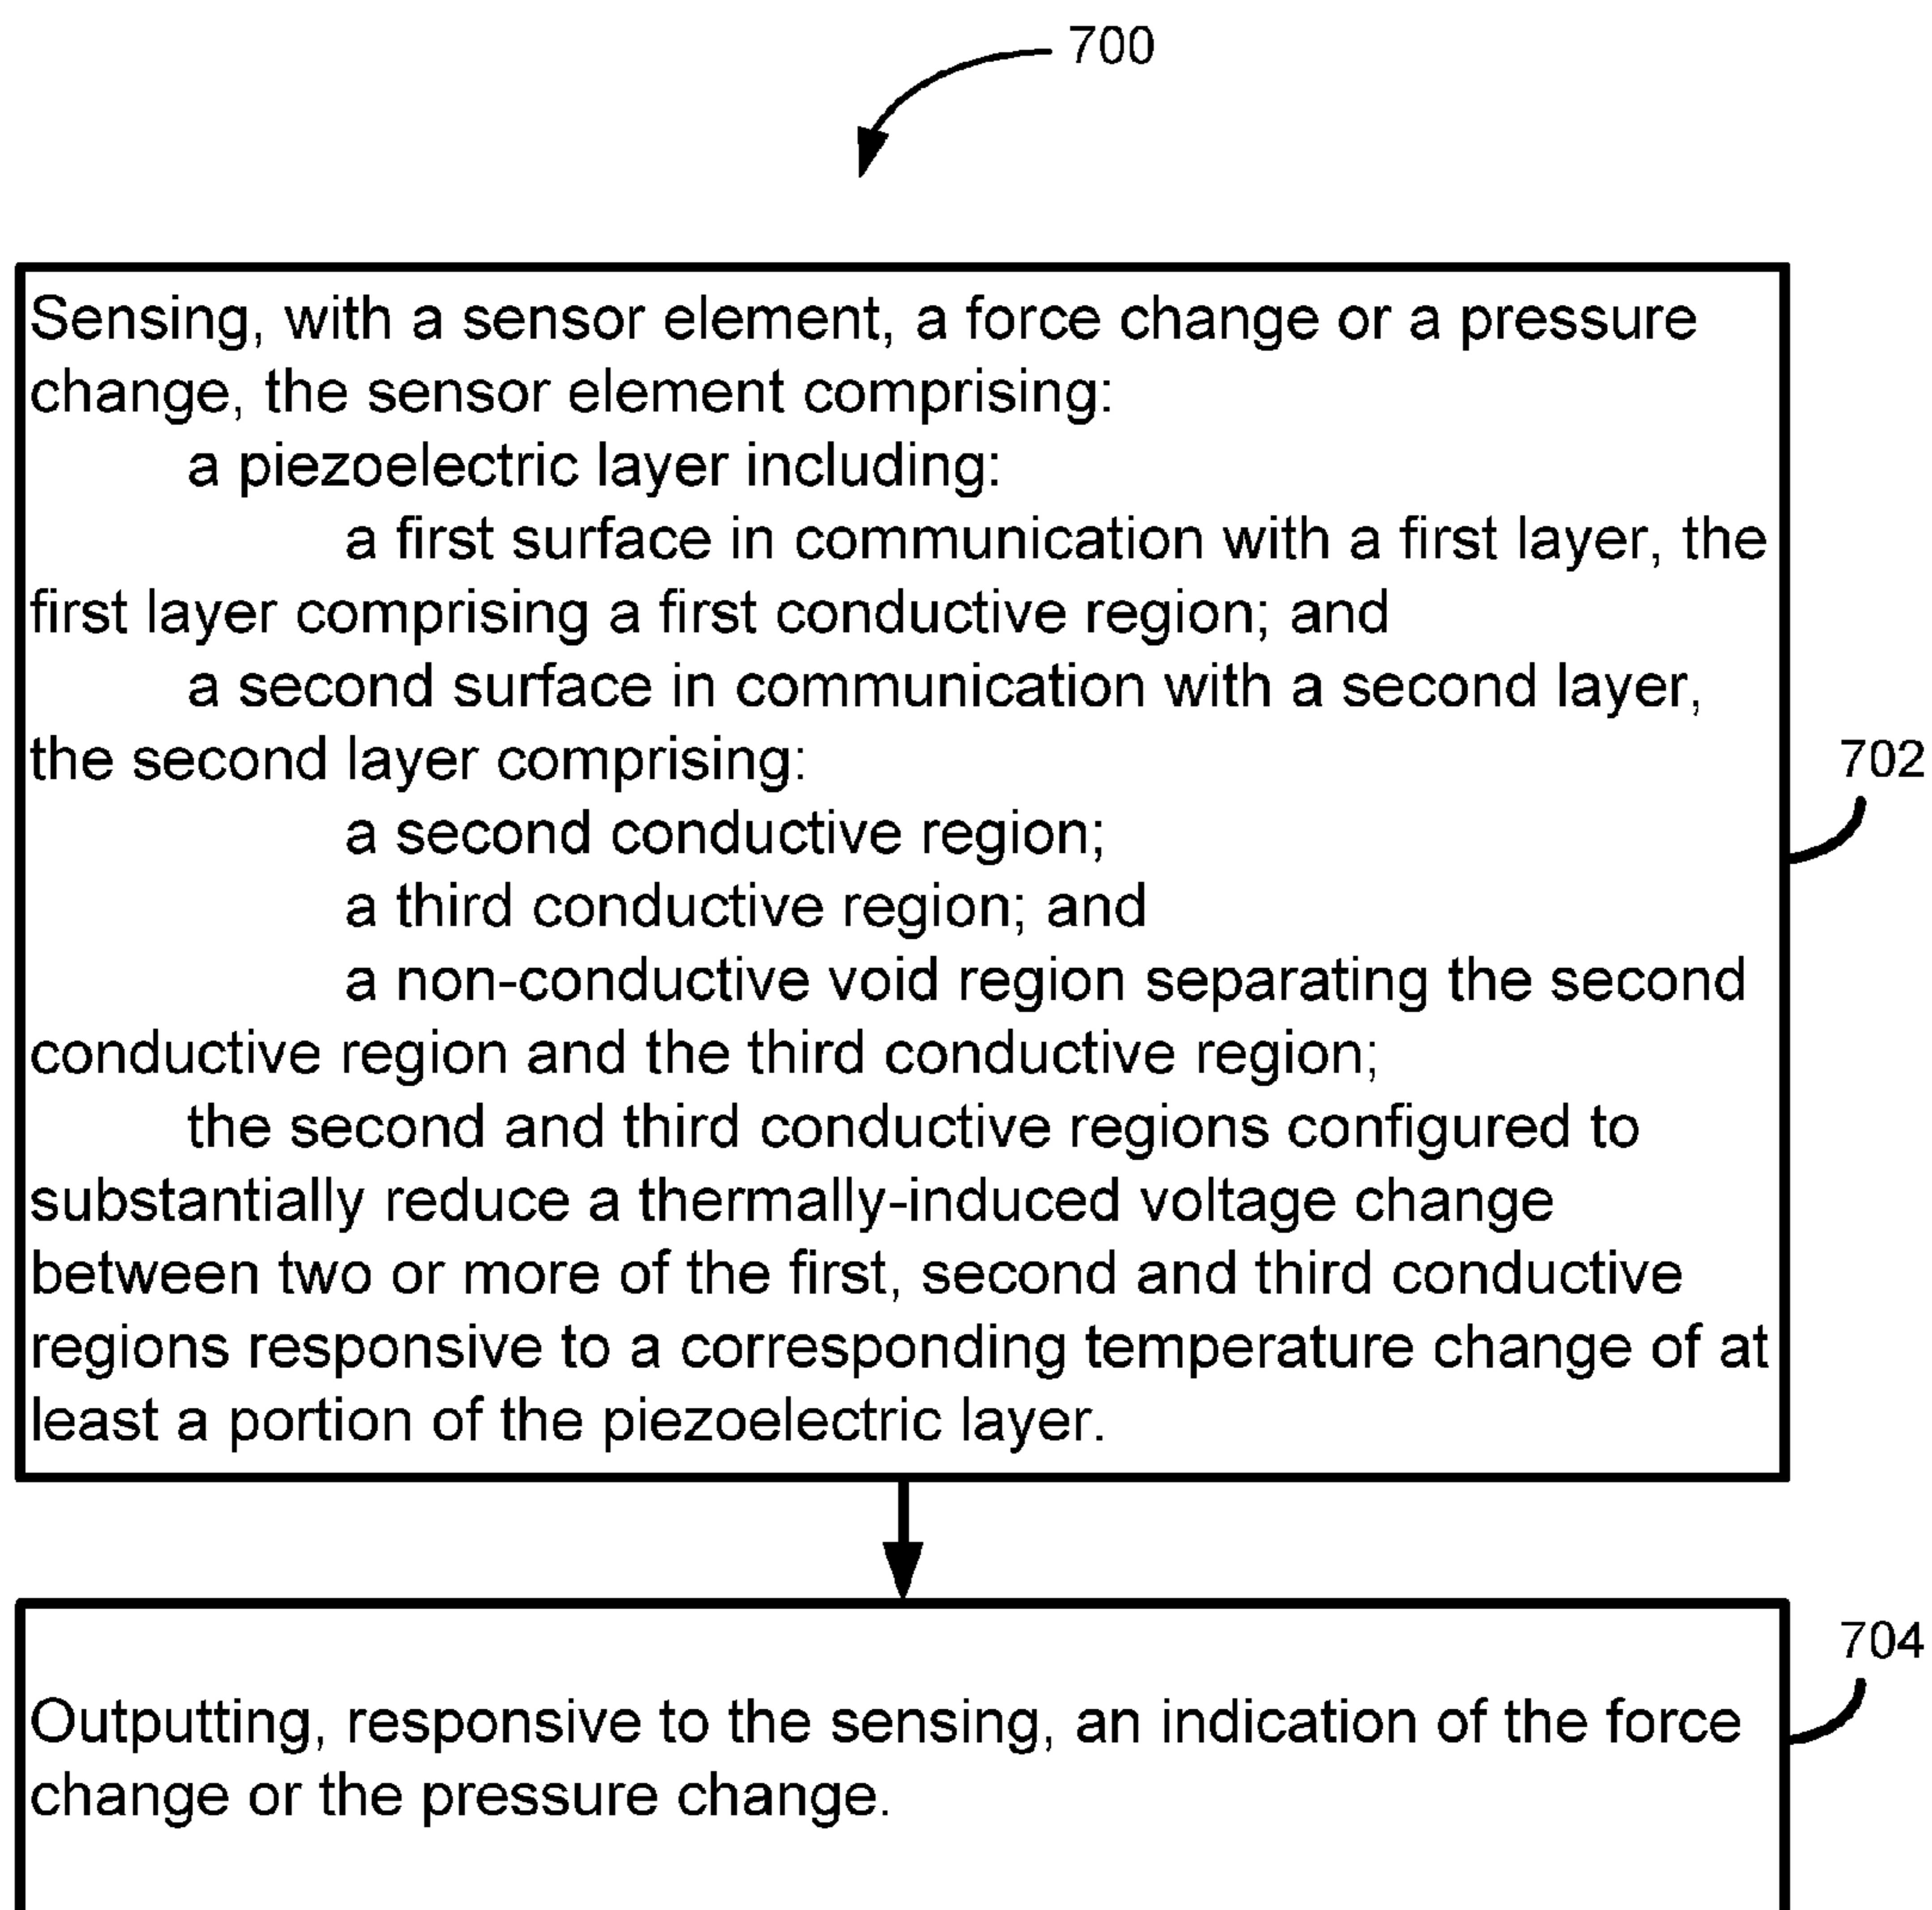 700
Sensing, with a sensor element, a force change or a pressure
change, the sensor element comprising:
a piezoelectric layer including:
a first surface in communication with a first layer, the
first layer comprising a first conductive region; and
a second surface in communication with a second layer,
the second layer comprising:
a second conductive region;
a third conductive region; and
a non-conductive void region separating the second
conductive region and the third conductive region;
the second and third conductive regions configured to
substantially reduce a thermally-induced voltage change
between two or more of the first, second and third conductive
regions responsive to a corresponding temperature change of at
least a portion of the piezoelectric layer.
702
704
Outputting, responsive to the sensing, an indication of the force
change or the pressure change.